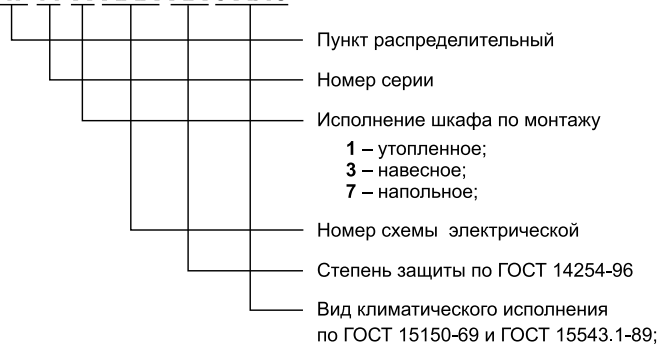 Пункт распределительный
Номер серии
Исполнение шкафа по монтажу
1 – утопленное;
3 – навесное;
7 – напольное;
Номер схемы электрической
Степень защиты по ГОСТ 14254-96
Вид климатического исполнения
по ГОСТ 15150-69 и ГОСТ 15543.1-89;